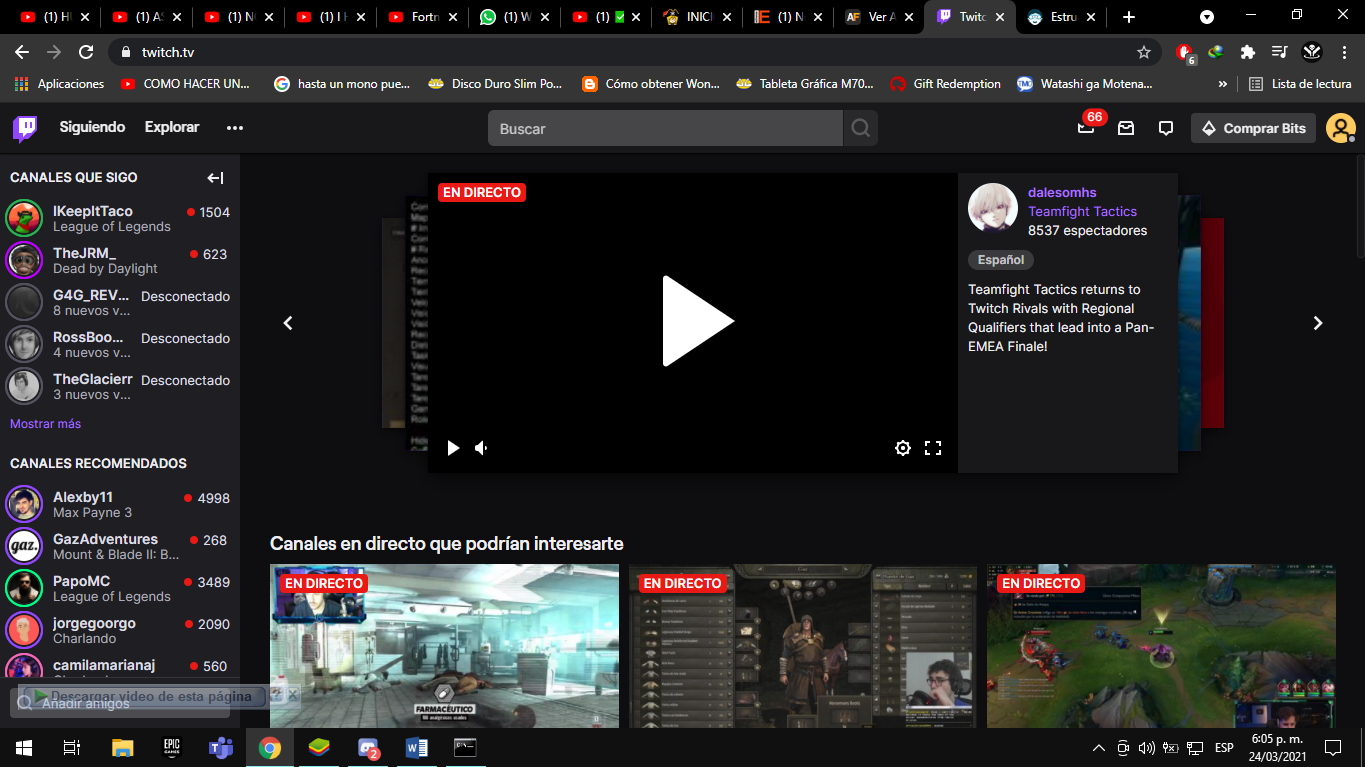 (1) HU
(1) AS
(1) NU
(1) I H
Fortn
(1) W
(1) ✅
INICI
(1) N
Ver A
Twitc
Estru
twitch.tv
6
Aplicaciones
COMO HACER UN...
hasta un mono pue...
Disco Duro Slim Po...
Cómo obtener Won...
Tableta Gráfica M70...
Gift Redemption
Watashi ga Motena...
»
Lista de lectura
Siguiendo
Explorar
Buscar
66
Comprar Bits
CANALES QUE SIGO
IKeepItTaco
1504
League of Legends
TheJRM_
623
Dead by Daylight
G4G_REV...
Desconectado
8 nuevos v...
RossBoo...
Desconectado
4 nuevos v...
TheGlacierr
Desconectado
3 nuevos v...
Mostrar más
CANALES RECOMENDADOS
Alexby11
4998
Max Payne 3
GazAdventures
268
Mount & Blade II: B...
gaz.
PapoMC
3489
League of Legends
jorgegoorgo
2090
Charlando
camilamarianaj
560
Descargar video de esta página
Añadir amigos
EN DIRECTO
dalesomhs
Teamfight Tactics
8537 espectadores
Español
Teamfight Tactics returns to
Twitch Rivals with Regional
Qualifiers that lead into a Pan-
EMEA Finale!
Canales en directo que podrían interesarte
EN DIRECTO
FARMACÉUTICO
EN DIRECTO
EN DIRECTO
EPIC
GAMES
2
ESP
6:05 p. m.
24/03/2021